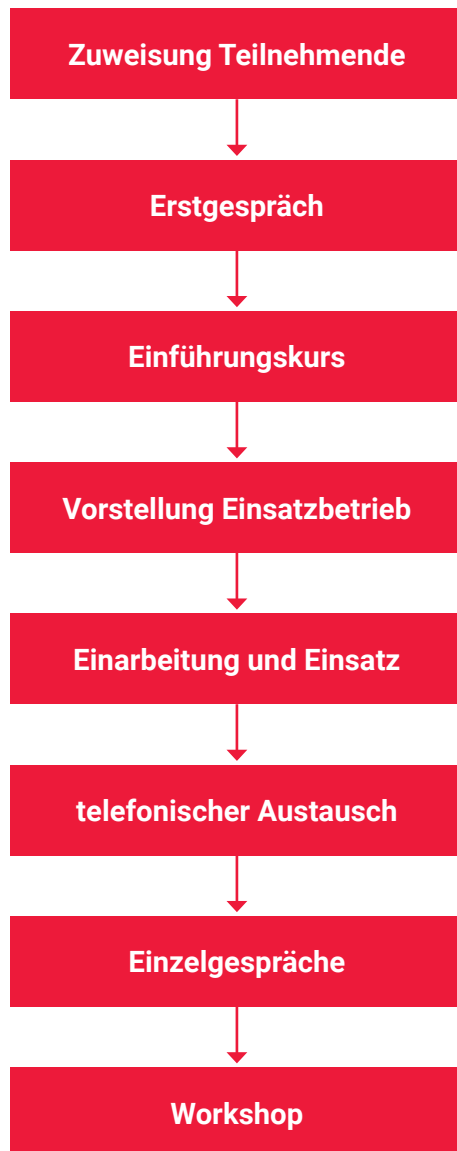 Zuweisung Teilnehmende
Erstgespräch
Einführungskurs
Vorstellung Einsatzbetrieb
Einarbeitung und Einsatz
telefonischer Austausch
Einzelgespräche
Workshop